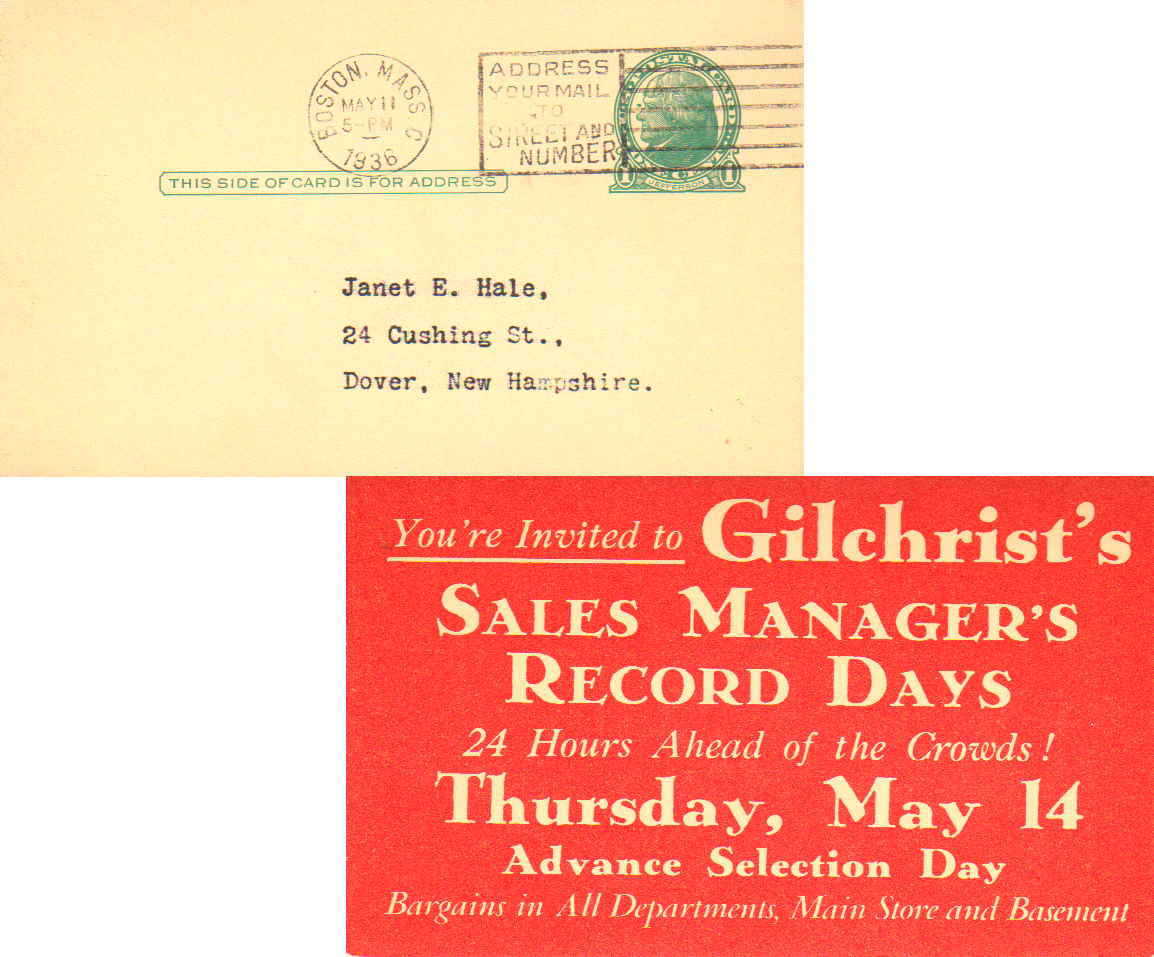 BOSTON, MASS. C
MAY 11
5-PM
1936
ADDRESS
YOUR MAIL
TO
STREET AND
NUMBER
THIS SIDE OF CARD IS FOR ADDRESS
1 JEFFERSON 1
Janet E. Hale,
24 Cushing St.,
Dover, New Hampshire.
You're Invited to Gilchrist's
SALES MANAGER'S
RECORD DAYS
24 Hours Ahead of the Crowds!
Thursday, May 14
Advance Selection Day
Bargains in All Departments, Main Store and Basement